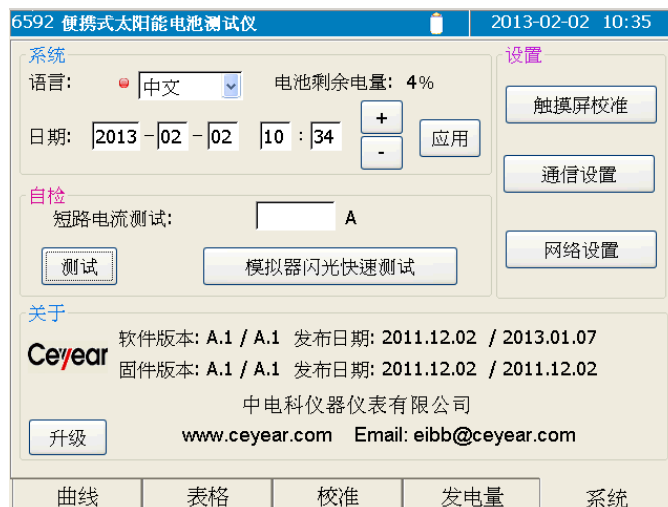 6592 便携式太阳能电池测试仪 2013-02-02 10:35
系统
语言: 中文 电池剩余电量: 4%
日期: 2013 - 02 - 02 10 : 34 + - 应用
设置
触摸屏校准
通信设置
网络设置
自检
短路电流测试: A
测试 模拟器闪光快速测试
关于
Ceyear
软件版本: A.1 / A.1 发布日期: 2011.12.02 / 2013.01.07
固件版本: A.1 / A.1 发布日期: 2011.12.02 / 2011.12.02
中电科仪器仪表有限公司
升级 www.ceyear.com Email: eibb@ceyear.com
曲线 表格 校准 发电量 系统